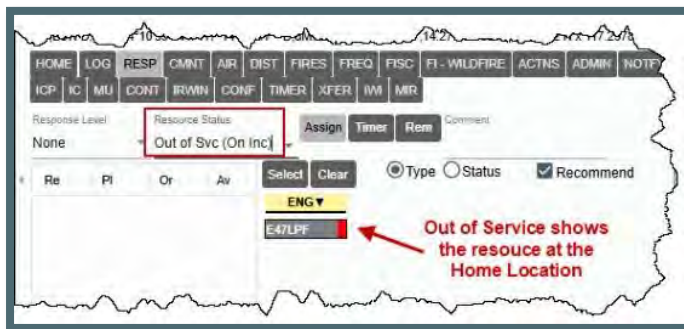 HOME LOG RESP CMNT AIR DIST FIRES FREQ FISC FI - WILDFIRE ACTNS ADMIN NOTF
ICP IC MU CONT IRWIN CONF TIMER XFER IWI MIR
Response Level Resource Status Assign Timer Rem Comment
None Out of Svc (On Inc)
Re Pl Or Av Select Clear Type Status Recommend
ENG▼
E47LPF
Out of Service shows
the resouce at the
Home Location